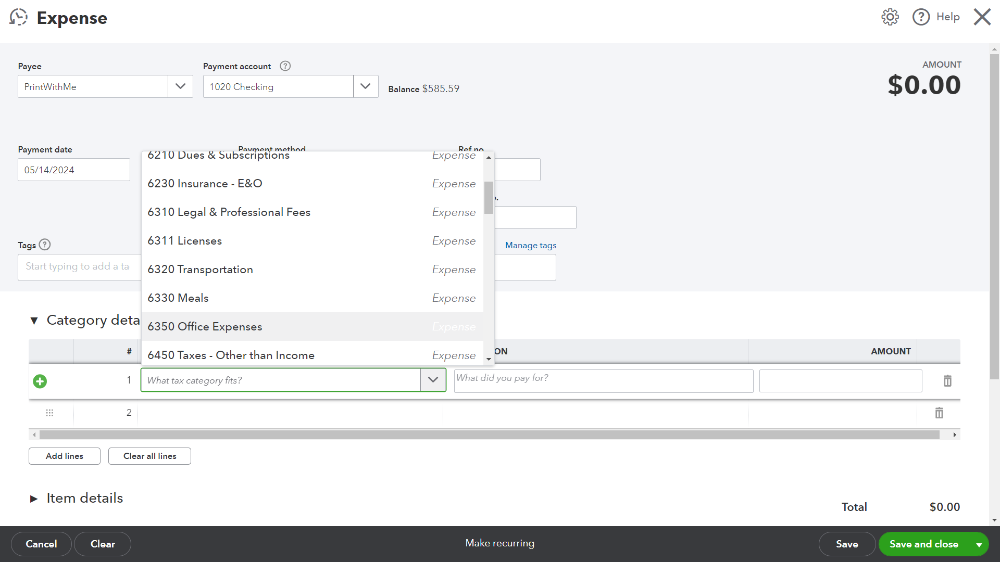 Expense
Help
Payee
Payment account
PrintWithMe
1020 Checking
Balance $585.59
AMOUNT
$0.00
Payment date
Payment method
Ref no
05/14/2024
6210 Dues & Subscriptions Expense
6230 Insurance - E&O Expense
6310 Legal & Professional Fees Expense
6311 Licenses Expense
6320 Transportation Expense
6330 Meals Expense
6350 Office Expenses Expense
6450 Taxes - Other than Income Expense
Tags
Manage tags
Start typing to add a ta
Category deta
# ON AMOUNT
1 What tax category fits? What did you pay for?
2
Add lines
Clear all lines
Item details
Total $0.00
Cancel
Clear
Make recurring
Save
Save and close